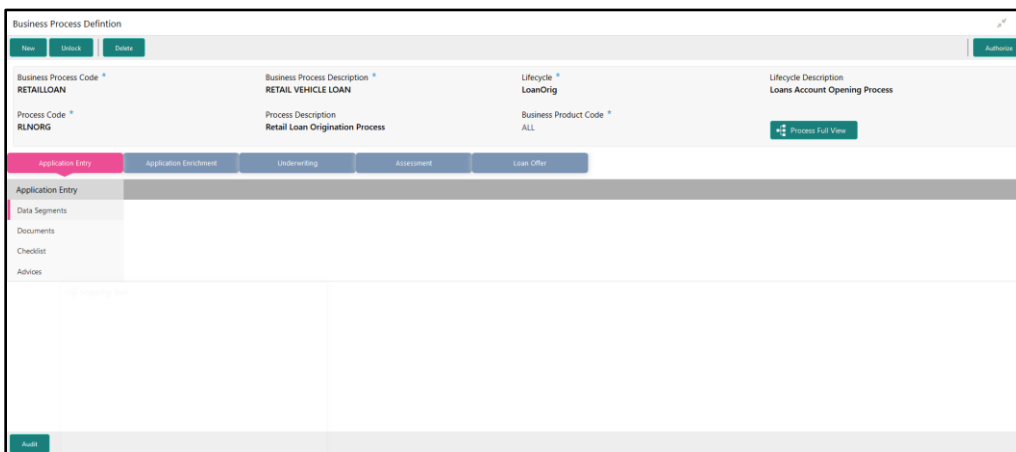 Business Process Defintion
New Unlock Delete Authorize
Business Process Code * Business Process Description * Lifecycle * Lifecycle Description
RETAILLOAN RETAIL VEHICLE LOAN LoanOrig Loans Account Opening Process
Process Code * Process Description Business Product Code *
RLNORG Retail Loan Origination Process ALL Process Full View
Application Entry Application Enrichment Underwriting Assessment Loan Offer
Application Entry
Data Segments
Documents
Checklist
Advices
Audit